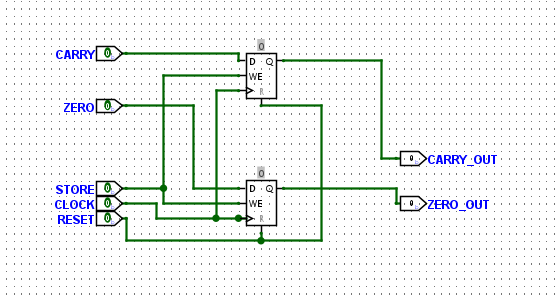 0
CARRY 0
D Q
WE
R
ZERO 0
0 CARRY_OUT
0
STORE 0
D Q
CLOCK 0
WE
0 ZERO_OUT
RESET 0
R